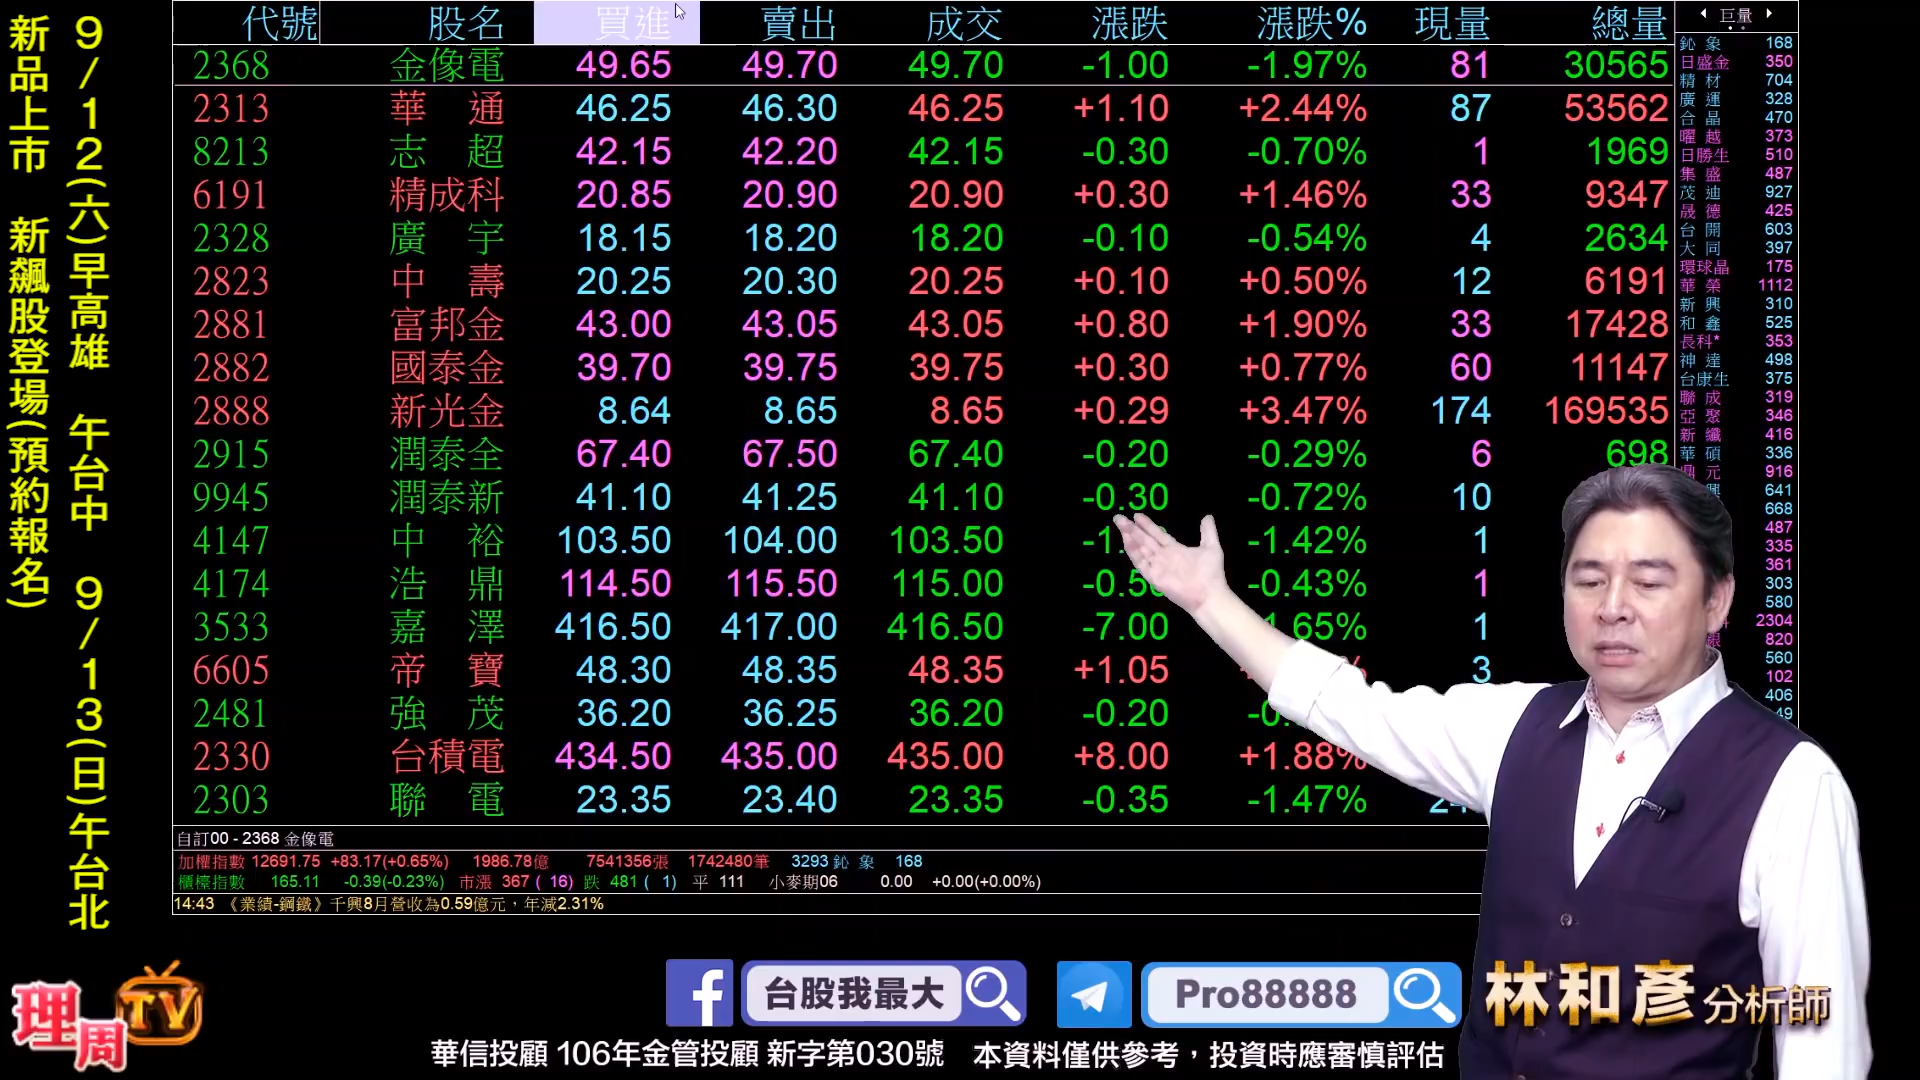 9/12(六)早高雄 午台中 9/13(日)午台北
新品上市 新飆股登場(預約報名)
代號 股名 買進 賣出 成交 漲跌 漲跌% 現量 總量
2368 金像電 49.65 49.70 49.70 -1.00 -1.97% 81 30565
2313 華通 46.25 46.30 46.25 +1.10 +2.44% 87 53562
8213 志超 42.15 42.20 42.15 -0.30 -0.70% 1 1969
6191 精成科 20.85 20.90 20.90 +0.30 +1.46% 33 9347
2328 廣宇 18.15 18.20 18.20 -0.10 -0.54% 4 2634
2823 中壽 20.25 20.30 20.25 +0.10 +0.50% 12 6191
2881 富邦金 43.00 43.05 43.05 +0.80 +1.90% 33 17428
2882 國泰金 39.70 39.75 39.75 +0.30 +0.77% 60 11147
2888 新光金 8.64 8.65 8.65 +0.29 +3.47% 174 169535
2915 潤泰全 67.40 67.50 67.40 -0.20 -0.29% 6 698
9945 潤泰新 41.10 41.25 41.10 -0.30 -0.72% 10
4147 中裕 103.50 104.00 103.50 -1. -1.42% 1
4174 浩鼎 114.50 115.50 115.00 -0.50 -0.43% 1
3533 嘉澤 416.50 417.00 416.50 -7.00 1.65% 1
6605 帝寶 48.30 48.35 48.35 +1.05 3
2481 強茂 36.20 36.25 36.20 -0.20
2330 台積電 434.50 435.00 435.00 +8.00 +1.88%
2303 聯電 23.35 23.40 23.35 -0.35 -1.47%
巨量
鈊象 168
日盛金 350
精材 704
廣運 328
合晶 470
曜越 373
日勝生 510
集盛 487
茂迪 927
晟德 425
台開 603
大同 397
環球晶 175
華榮 1112
新興 310
和鑫 525
長科* 353
神達 498
台康生 375
聯成 319
亞聚 346
新纖 416
華碩 336
元 916
興 641
668
487
335
361
303
580
2304
銀 820
560
102
406
自訂00 - 2368 金像電
加權指數 12691.75 +83.17(+0.65%) 1986.78億 7541356張 1742480筆 3293 鈊象 168
櫃檯指數 165.11 -0.39(-0.23%) 市漲 367 ( 16) 跌 481 ( 1) 平 111 小麥期06 0.00 +0.00(+0.00%)
14:43 《業績-鋼鐵》千興8月營收為0.59億元，年減2.31%
理周TV
台股我最大
Pro88888
林和彥 分析師
華信投顧 106年金管投顧 新字第030號 本資料僅供參考，投資時應審慎評估